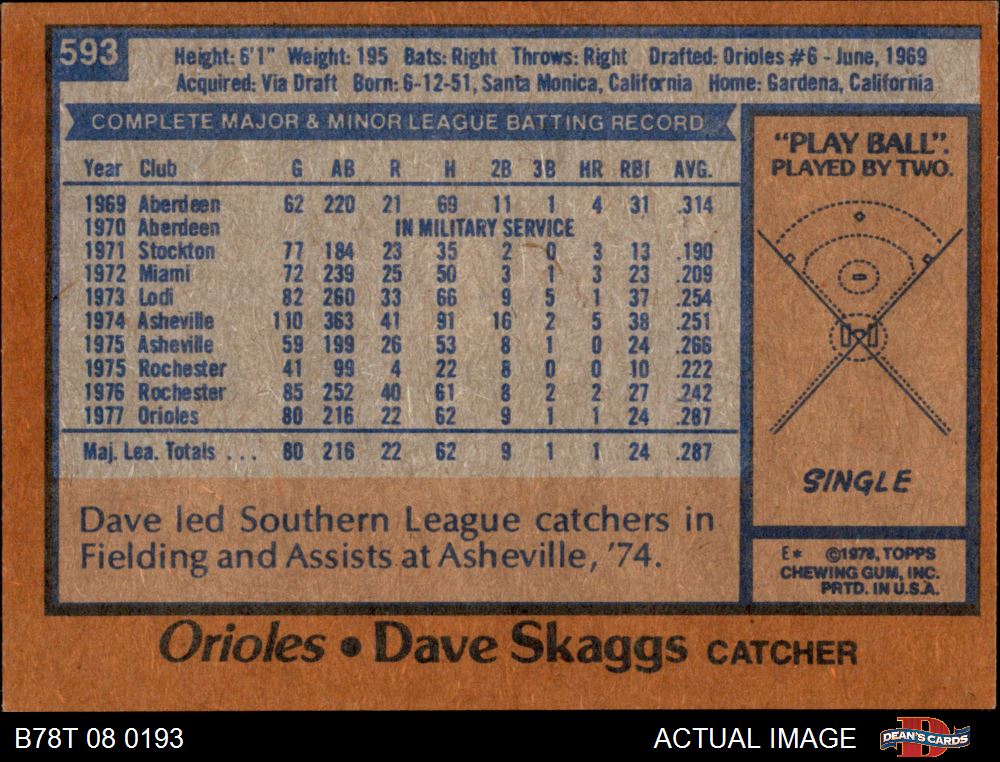 593
Height: 6'1" Weight: 195 Bats: Right Throws: Right Drafted: Orioles #6 - June, 1969
Acquired: Via Draft Born: 6-12-51, Santa Monica, California Home: Gardena, California
COMPLETE MAJOR & MINOR LEAGUE BATTING RECORD
Year Club G AB R H 2B 3B HR RBI AVG.
1969 Aberdeen 62 220 21 69 11 1 4 31 .314
1970 Aberdeen IN MILITARY SERVICE
1971 Stockton 77 184 23 35 2 0 3 13 .190
1972 Miami 72 239 25 50 3 1 3 23 .209
1973 Lodi 82 260 33 66 9 5 1 37 .254
1974 Asheville 110 363 41 91 16 2 5 38 .251
1975 Asheville 59 199 26 53 8 1 0 24 .266
1975 Rochester 41 99 4 22 8 0 0 10 .222
1976 Rochester 85 252 40 61 8 2 2 27 .242
1977 Orioles 80 216 22 62 9 1 1 24 .287
Maj. Lea. Totals . . . 80 216 22 62 9 1 1 24 .287
Dave led Southern League catchers in
Fielding and Assists at Asheville, '74.
"PLAY BALL".
PLAYED BY TWO.
SINGLE
E* ©1978, TOPPS
CHEWING GUM, INC.
PRTD. IN U.S.A.
Orioles • Dave Skaggs CATCHER
B78T 08 0193
ACTUAL IMAGE
D
DEAN'S CARDS